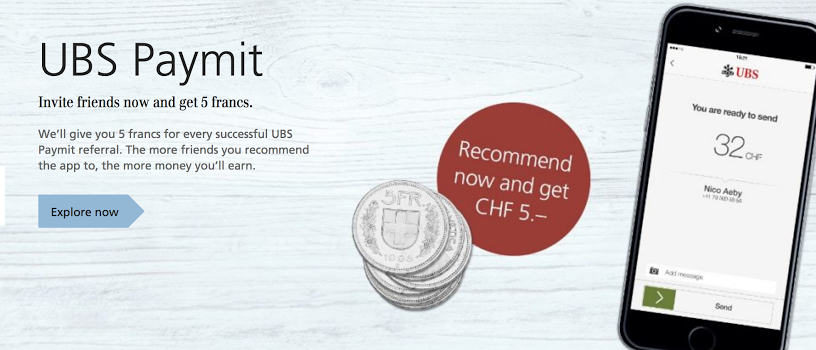 UBS Paymit
Invite friends now and get 5 francs.
We'll give you 5 francs for every successful UBS
Paymit referral. The more friends you recommend
the app to, the more money you'll earn.
Explore now
Recommend
now and get
CHF 5.–
5 FR.
UBS
You are ready to send
32 CHF
Nico Aeby
Add message
Send